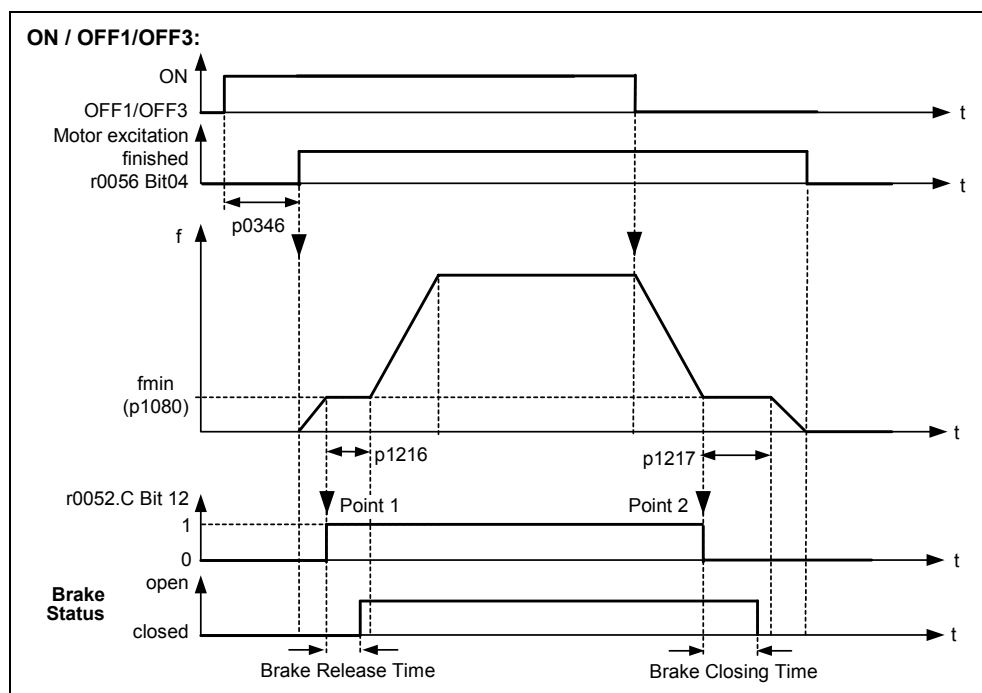 ON / OFF1/OFF3:
ON
OFF1/OFF3
t
Motor excitation
finished
r0056 Bit04
t
p0346
f
fmin
(p1080)
t
p1216
p1217
r0052.C Bit 12
Point 1
Point 2
1
0
t
open
Brake
Status
closed
t
Brake Release Time
Brake Closing Time